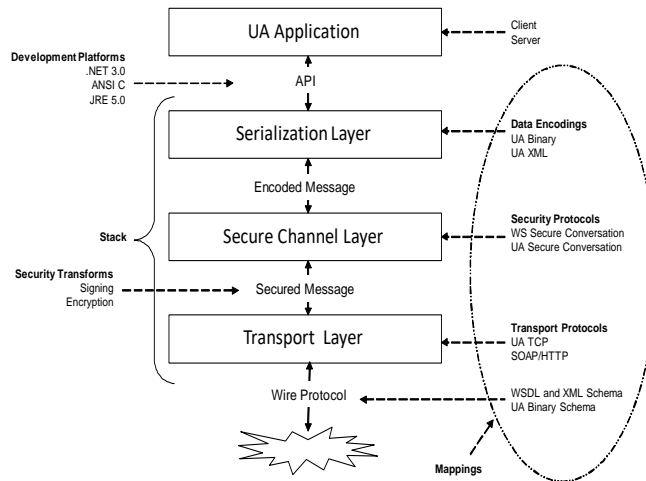 UA Application
Client
Server
Development Platforms
.NET 3.0
ANSI C
JRE 5.0
API
Serialization Layer
Data Encodings
UA Binary
UA XML
Encoded Message
Stack
Secure Channel Layer
Security Protocols
WS Secure Conversation
UA Secure Conversation
Security Transforms
Signing
Encryption
Secured Message
Transport Layer
Transport Protocols
UA TCP
SOAP/HTTP
Wire Protocol
WSDL and XML Schema
UA Binary Schema
Mappings